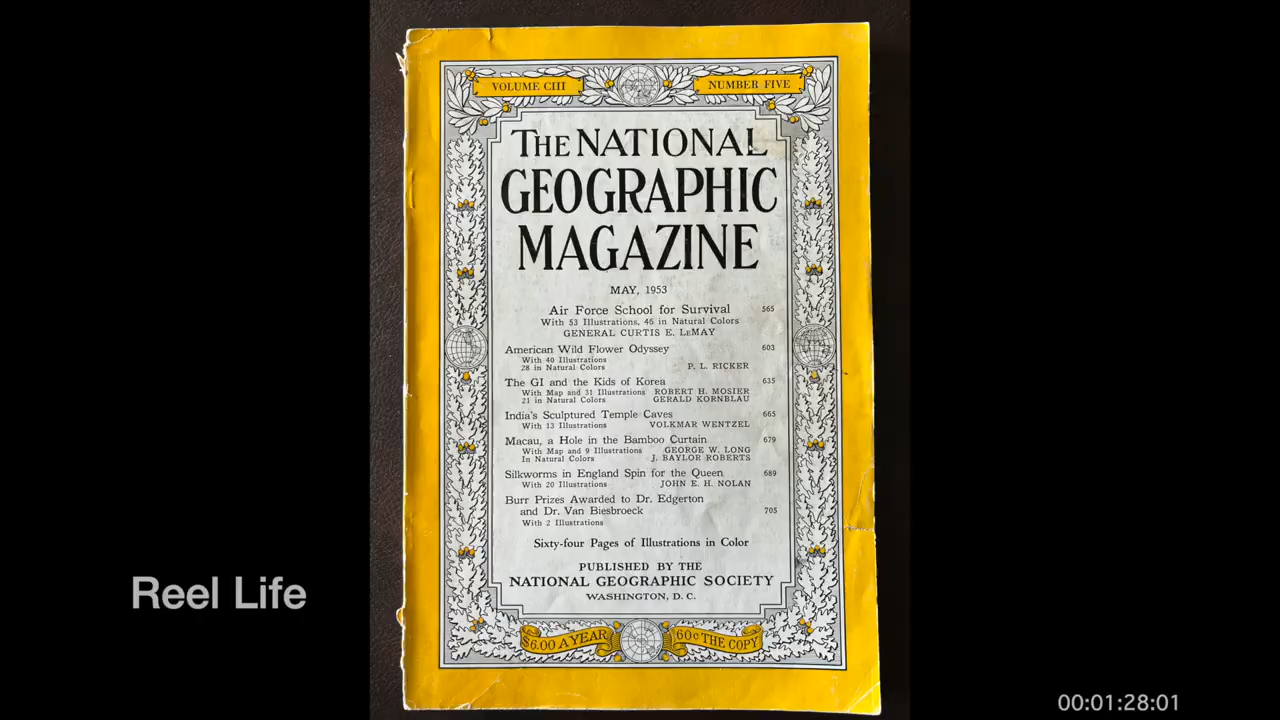 VOLUME CIII
NUMBER FIVE
THE NATIONAL
GEOGRAPHIC
MAGAZINE
MAY, 1953
Air Force School for Survival 565
With 53 Illustrations, 46 in Natural Colors
GENERAL CURTIS E. LEMAY
American Wild Flower Odyssey 603
With 40 Illustrations
28 in Natural Colors P. L. RICKER
The GI and the Kids of Korea 635
With Map and 31 Illustrations ROBERT H. MOSIER
21 in Natural Colors GERALD KORNBLAU
India's Sculptured Temple Caves 665
With 13 Illustrations VOLKMAR WENTZEL
Macau, a Hole in the Bamboo Curtain 679
With Map and 9 Illustrations GEORGE W. LONG
In Natural Colors J. BAYLOR ROBERTS
Silkworms in England Spin for the Queen 689
With 20 Illustrations JOHN E. H. NOLAN
Burr Prizes Awarded to Dr. Edgerton
and Dr. Van Biesbroeck 705
With 2 Illustrations
Sixty-four Pages of Illustrations in Color
PUBLISHED BY THE
NATIONAL GEOGRAPHIC SOCIETY
WASHINGTON, D. C.
$6.00 A YEAR
60¢ THE COPY
Reel Life
00:01:28:01